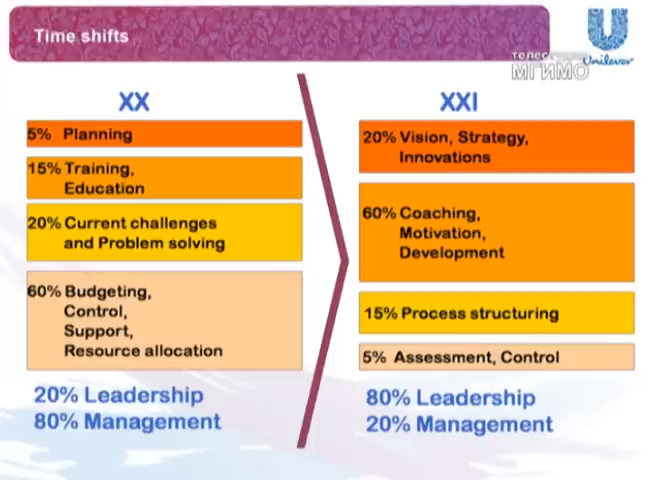 Time shifts
МГИМО
Unilever
XX
5% Planning
15% Training,
Education
20% Current challenges
and Problem solving
60% Budgeting,
Control,
Support,
Resource allocation
20% Leadership
80% Management
XXI
20% Vision, Strategy,
Innovations
60% Coaching,
Motivation,
Development
15% Process structuring
5% Assessment, Control
80% Leadership
20% Management